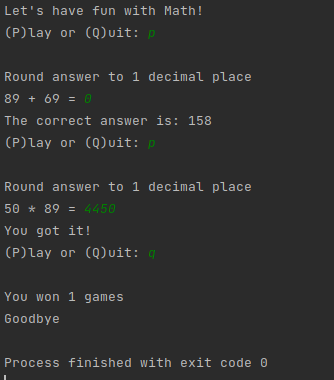 Let's have fun with Math!
(P)lay or (Q)uit: p
Round answer to 1 decimal place
89 + 69 = 0
The correct answer is: 158
(P)lay or (Q)uit: p
Round answer to 1 decimal place
50 * 89 = 4450
You got it!
(P)lay or (Q)uit: q
You won 1 games
Goodbye
Process finished with exit code 0